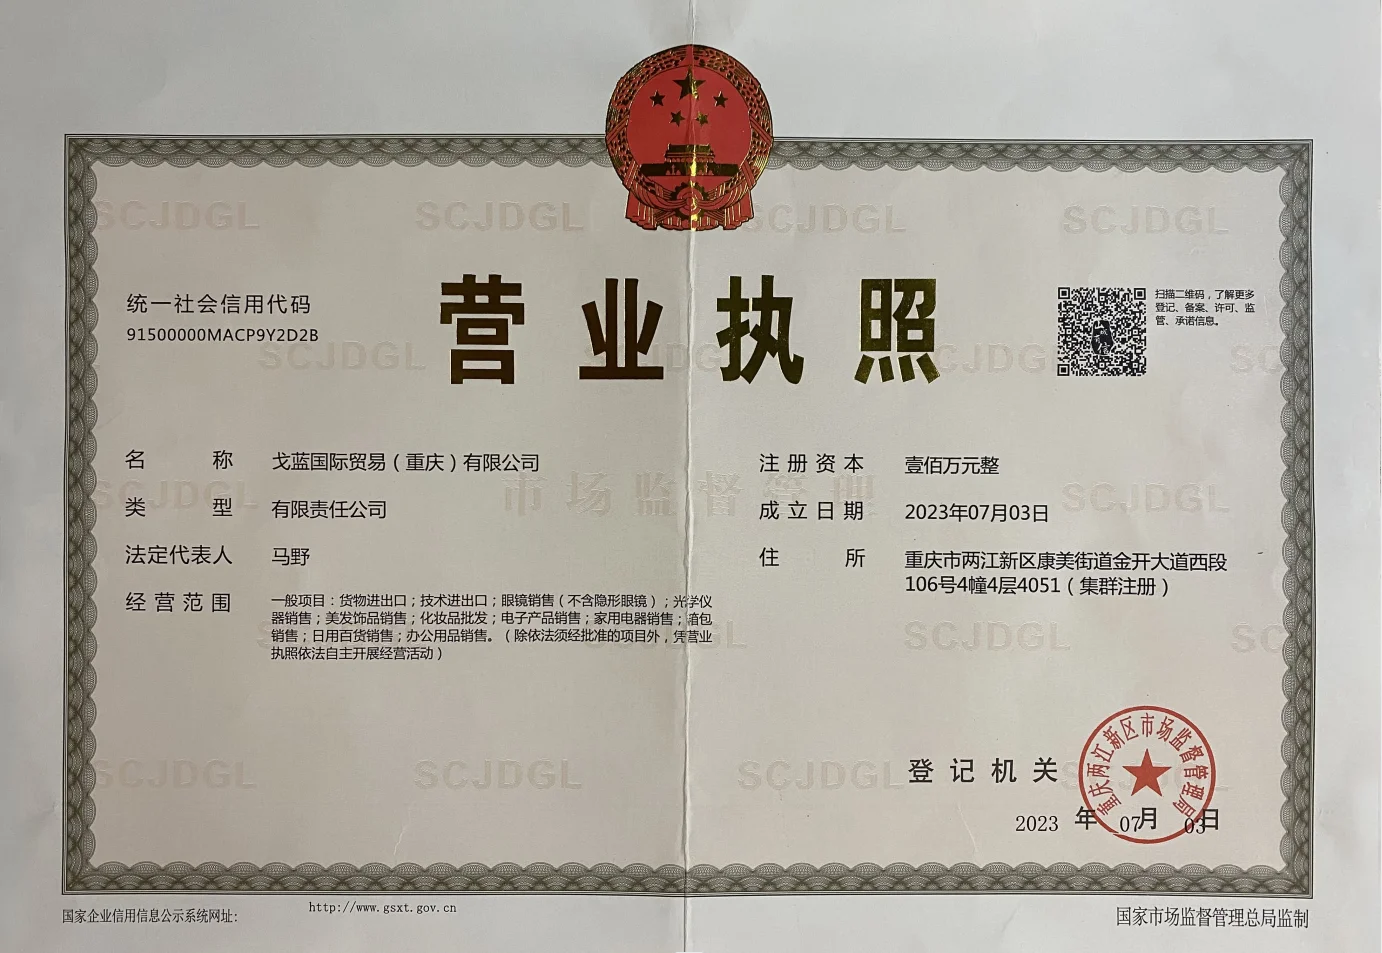 统一社会信用代码
91500000MACP9Y2D2B
营业执照
扫描二维码，了解更多
登记、备案、许可、监
管、承诺信息。
名称 戈蓝国际贸易（重庆）有限公司
类型 有限责任公司
法定代表人 马野
经营范围 一般项目：货物进出口；技术进出口；眼镜销售（不含隐形眼镜）；光学仪
器销售；美发饰品销售；化妆品批发；电子产品销售；家用电器销售；箱包
销售；日用百货销售；办公用品销售。（除依法须经批准的项目外，凭营业
执照依法自主开展经营活动）
注册资本 壹佰万元整
成立日期 2023年07月03日
住所 重庆市两江新区康美街道金开大道西段
106号4幢4层4051（集群注册）
市场监督管理
SCJDGL
登记机关
重庆两江新区市场监督管理局
2023 年 07月 03日
国家企业信用信息公示系统网址:
http://www.gsxt.gov.cn
国家市场监督管理总局监制